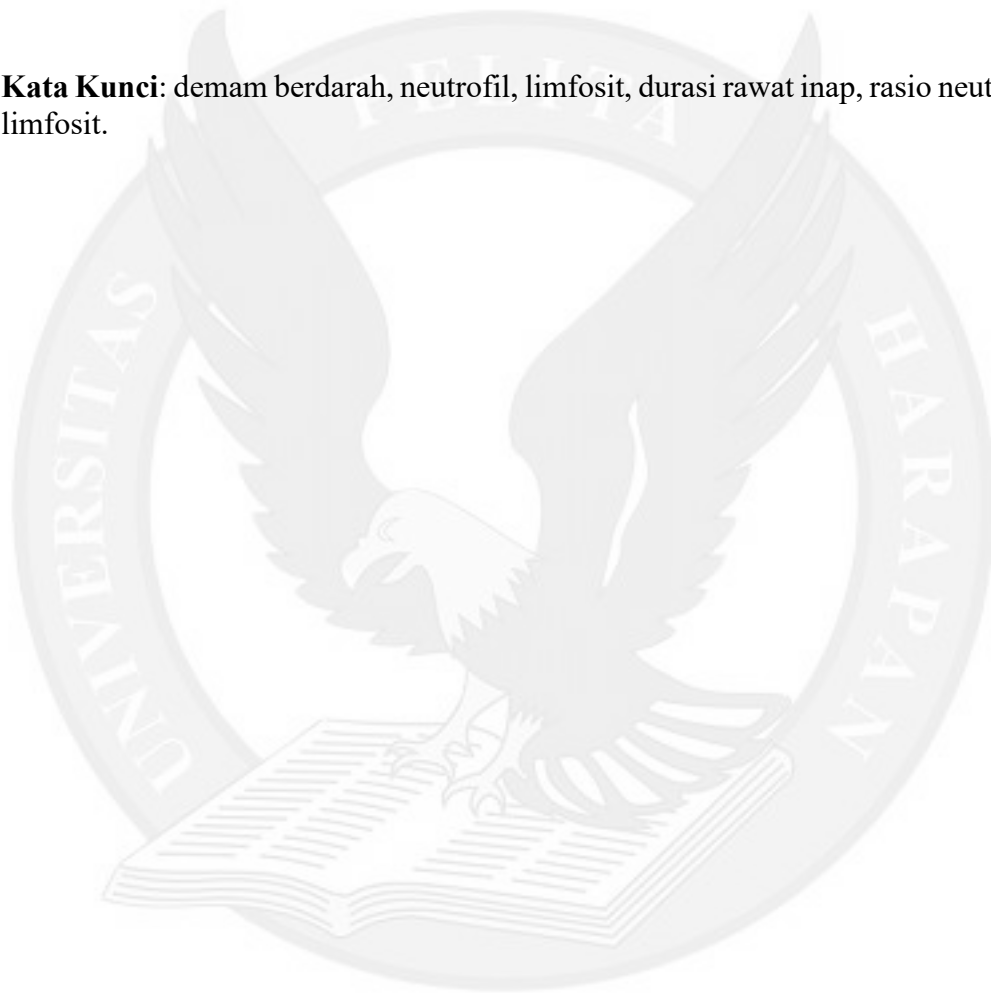 Kata Kunci: demam berdarah, neutrofil, limfosit, durasi rawat inap, rasio neut
limfosit.
UNIVERSITAS PELITA HARAPAN